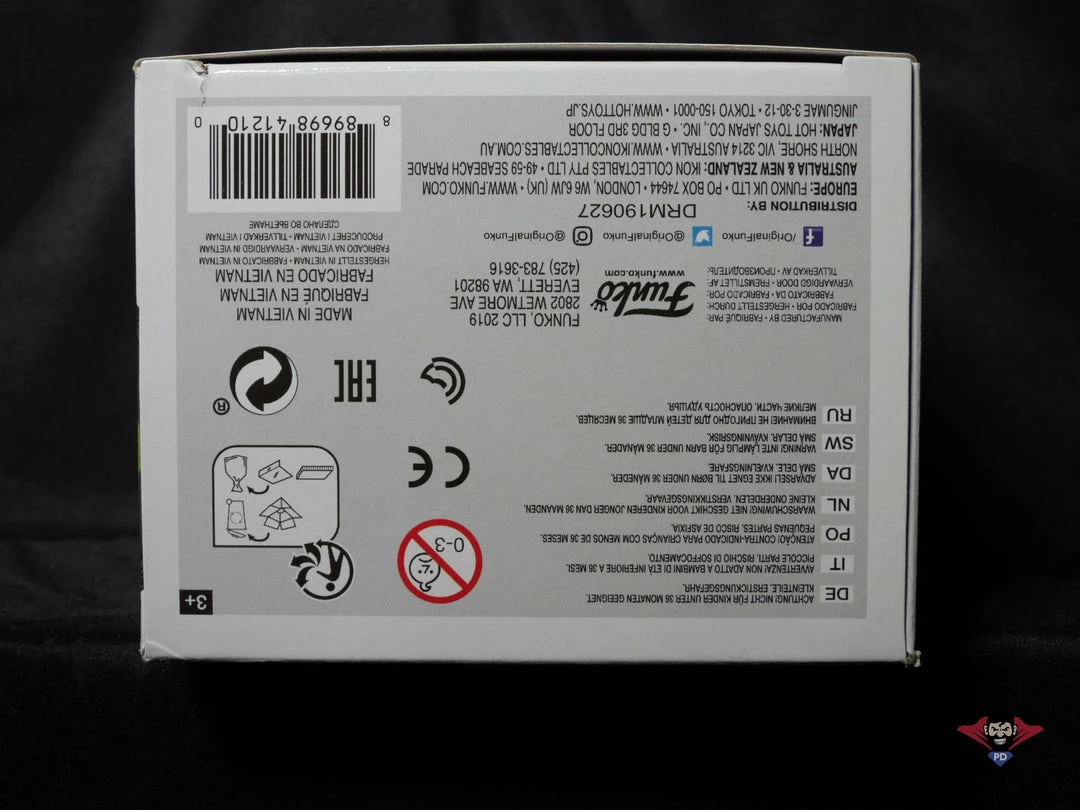 3+
0-3
DE
ACHTUNG! NICHT FÜR KINDER UNTER 36 MONATEN GEEIGNET.
KLEINTEILE. ERSTICKUNGSGEFAHR.
IT
AVVERTENZA! NON ADATTO A BAMBINI DI ETÀ INFERIORE A 36 MESI.
PICCOLE PARTI. RISCHIO DI SOFFOCAMENTO.
PO
ATENÇÃO! CONTRA-INDICADO PARA CRIANÇAS COM MENOS DE 36 MESES.
PEQUENAS PARTES. RISCO DE ASFIXIA.
NL
WAARSCHUWING! NIET GESCHIKT VOOR KINDEREN JONGER DAN 36 MAANDEN.
KLEINE ONDERDELEN. VERSTIKKINGSGEVAAR.
DA
ADVARSEL! IKKE EGNET TIL BØRN UNDER 36 MÅNEDER.
SMÅ DELE. KVÆLNINGSFARE.
SW
VARNING! INTE LÄMPLIG FÖR BARN UNDER 36 MÅNADER.
SMÅ DELAR. KVÄVNINGSRISK.
RU
ВНИМАНИЕ! НЕ ПРИГОДНО ДЛЯ ДЕТЕЙ МЛАДШЕ 36 МЕСЯЦЕВ.
МЕЛКИЕ ЧАСТИ. ОПАСНОСТЬ УДУШЬЯ.
CE
EAC
®
MANUFACTURED BY • FABRIQUÉ PAR:
FABRICADO POR • HERGESTELLT DURCH:
FABBRICATO DA • FABRICADO POR:
VERVAARDIGD DOOR • FREMSTILLET AF:
TILLVERKAD AV • ПРОИЗВОДИТЕЛЬ:
Funko
www.funko.com
FUNKO, LLC 2019
2802 WETMORE AVE
EVERETT, WA 98201
(425) 783-3616
MADE IN VIETNAM
FABRIQUÉ EN VIETNAM
FABRICADO EN VIETNAM
HERGESTELLT IN VIETNAM • FABBRICATO IN VIETNAM
FABRICADO NA VIETNAM • VERVAARDIGD IN VIETNAM
PRODUCERET I VIETNAM • TILLVERKAD I VIETNAM
СДЕЛАНО ВО ВЬЕТНАМЕ
/OriginalFunko @OriginalFunko @OriginalFunko
DRM190627
DISTRIBUTION BY:
EUROPE: FUNKO UK LTD • PO BOX 74644 • LONDON, W6 6JW (UK) • WWW.FUNKO.COM
AUSTRALIA & NEW ZEALAND: IKON COLLECTABLES PTY LTD • 49-59 SEABEACH PARADE
NORTH SHORE, VIC 3214 AUSTRALIA • WWW.IKONCOLLECTABLES.COM.AU
JAPAN: HOT TOYS JAPAN CO., INC. • G BLDG 3RD FLOOR
JINGUMAE 3-30-12 • TOKYO 150-0001 • WWW.HOTTOYS.JP
8 89698 41210 0
PD